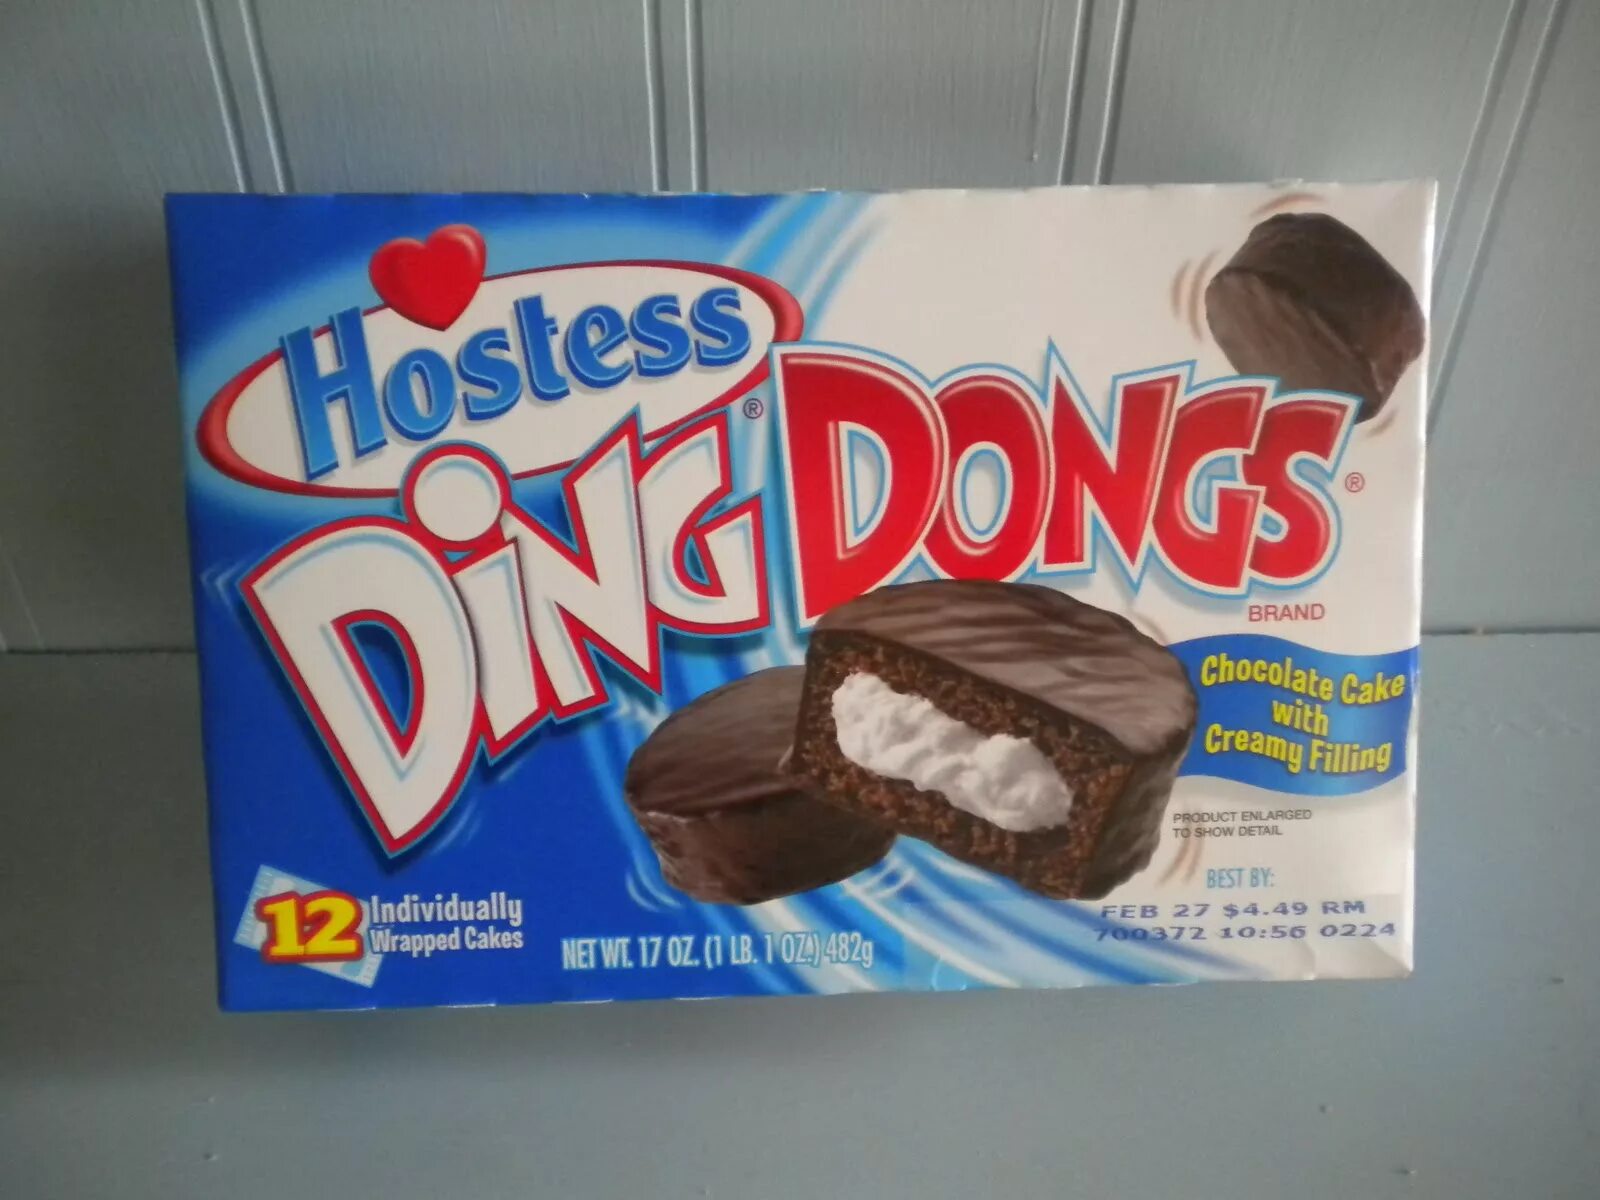 Hostess®
DiNG DONGS®
BRAND
Chocolate Cake
with
Creamy Filling
PRODUCT ENLARGED
TO SHOW DETAIL
BEST BY:
FEB 27 $4.49 RM
700372 10:56 0224
12 Individually
Wrapped Cakes
NET WT. 17 OZ. (1 LB. 1 OZ.) 482g